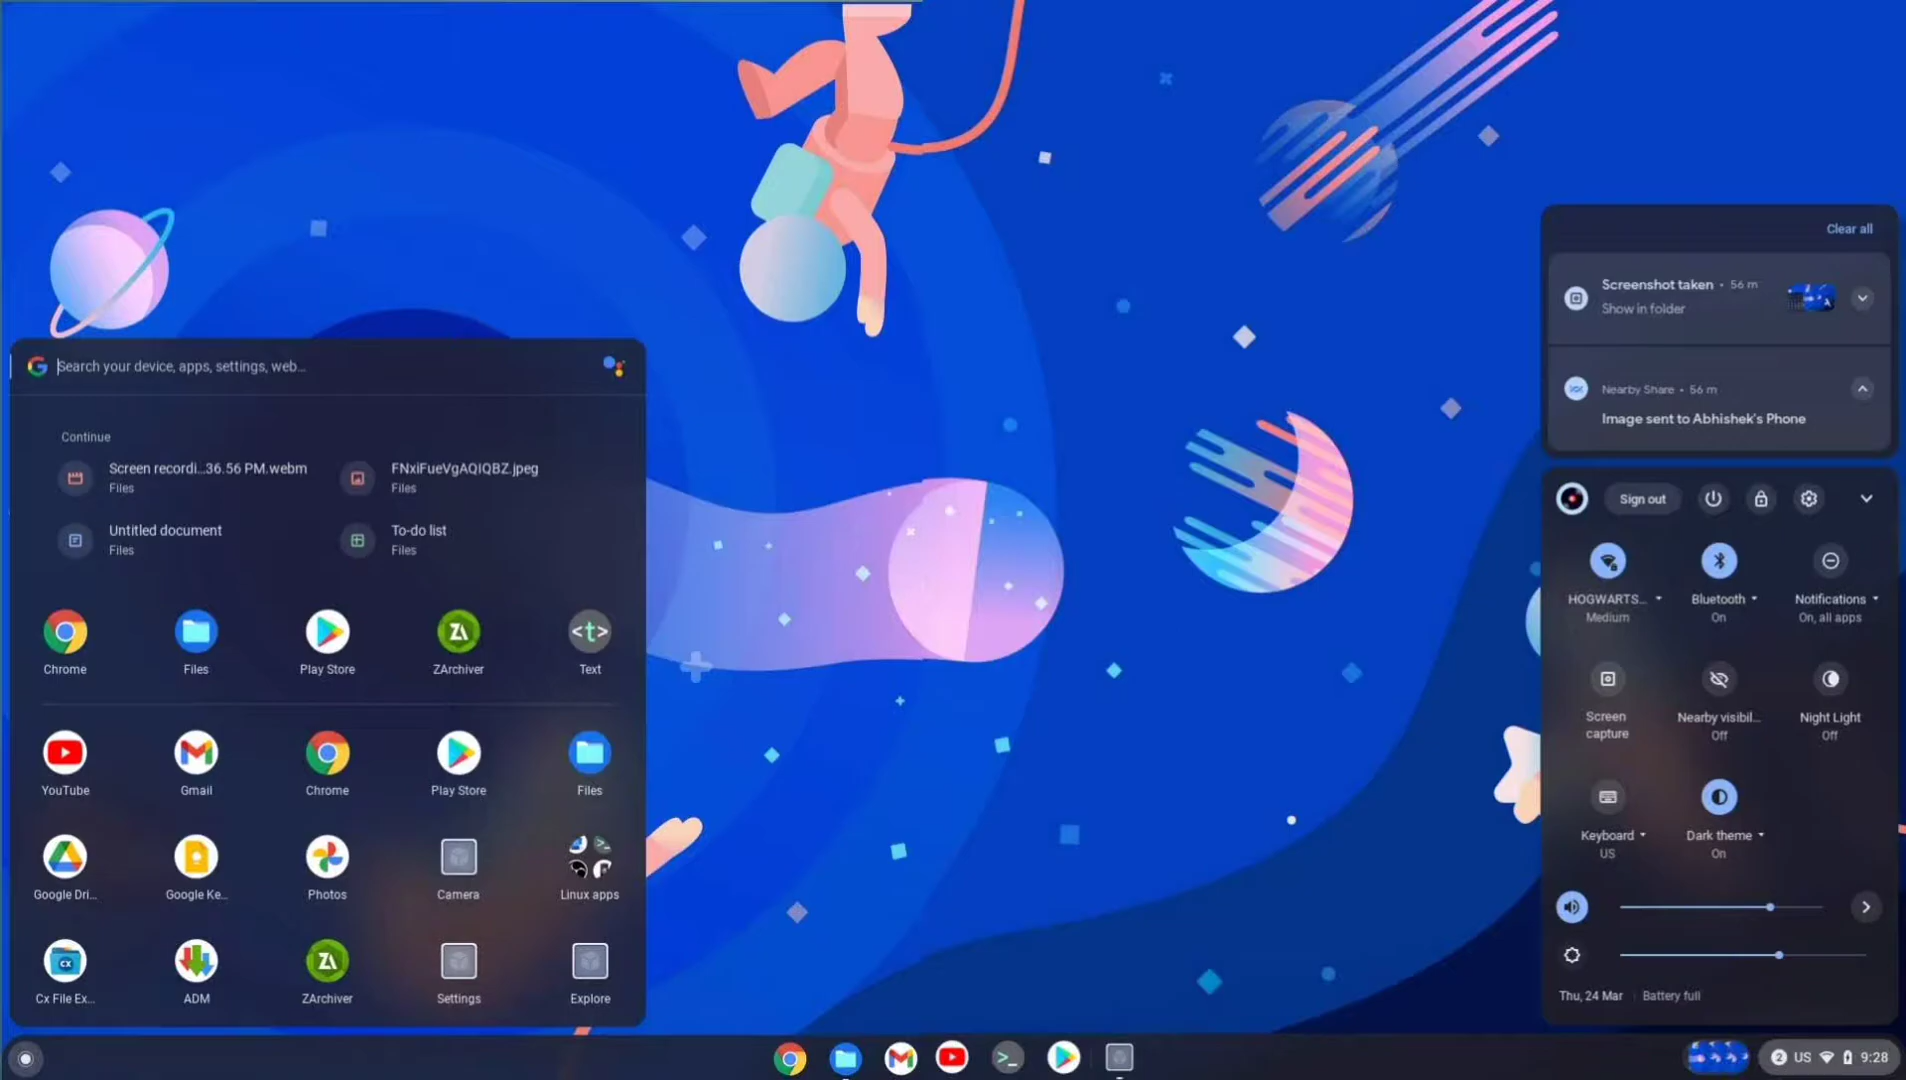 Search your device, apps, settings, web...
Continue
Screen recordi...36.56 PM.webm
Files
FNxiFueVgAQIQBZ.jpeg
Files
Untitled document
Files
To-do list
Files
Chrome
Files
Play Store
ZArchiver
Text
YouTube
Gmail
Chrome
Play Store
Files
Google Dri...
Google Ke...
Photos
Camera
Linux apps
Cx File Ex...
ADM
ZArchiver
Settings
Explore
Clear all
Screenshot taken • 56 m
Show in folder
Nearby Share • 56 m
Image sent to Abhishek's Phone
Sign out
HOGWARTS...
Medium
Bluetooth
On
Notifications
On, all apps
Screen
capture
Nearby visibil...
Off
Night Light
Off
Keyboard
US
Dark theme
On
Thu, 24 Mar
Battery full
2 US 9:28